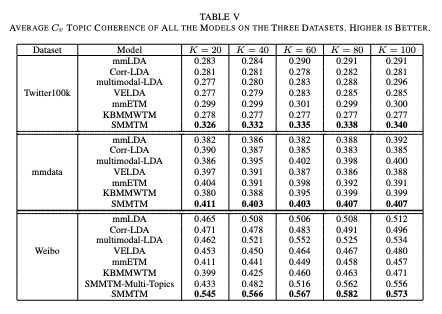 TABLE V
AVERAGE Cv TOPIC COHERENCE OF ALL THE MODELS ON THE THREE DATASETS. HIGHER IS BETTER.
Dataset Model K = 20 K = 40 K = 60 K = 80 K = 100
mmLDA 0.283 0.284 0.290 0.291 0.291
Corr-LDA 0.281 0.281 0.278 0.282 0.281
multimodal-LDA 0.277 0.280 0.283 0.288 0.296
Twitter100k VELDA 0.277 0.279 0.283 0.285 0.285
mmETM 0.299 0.299 0.301 0.299 0.300
KBMMWTM 0.278 0.277 0.277 0.277 0.277
SMMTM 0.326 0.332 0.335 0.338 0.340
mmLDA 0.382 0.386 0.382 0.388 0.392
Corr-LDA 0.390 0.387 0.385 0.383 0.385
multimodal-LDA 0.386 0.395 0.402 0.398 0.400
mmdata VELDA 0.397 0.391 0.387 0.386 0.388
mmETM 0.404 0.391 0.398 0.392 0.391
KBMMWTM 0.380 0.388 0.395 0.399 0.399
SMMTM 0.411 0.403 0.403 0.407 0.407
mmLDA 0.465 0.508 0.506 0.508 0.512
Corr-LDA 0.471 0.478 0.483 0.491 0.496
multimodal-LDA 0.462 0.521 0.552 0.525 0.534
Weibo VELDA 0.453 0.450 0.464 0.467 0.480
mmETM 0.411 0.441 0.449 0.458 0.457
KBMMWTM 0.399 0.425 0.460 0.463 0.471
SMMTM-Multi-Topics 0.433 0.482 0.516 0.562 0.556
SMMTM 0.545 0.566 0.567 0.582 0.573